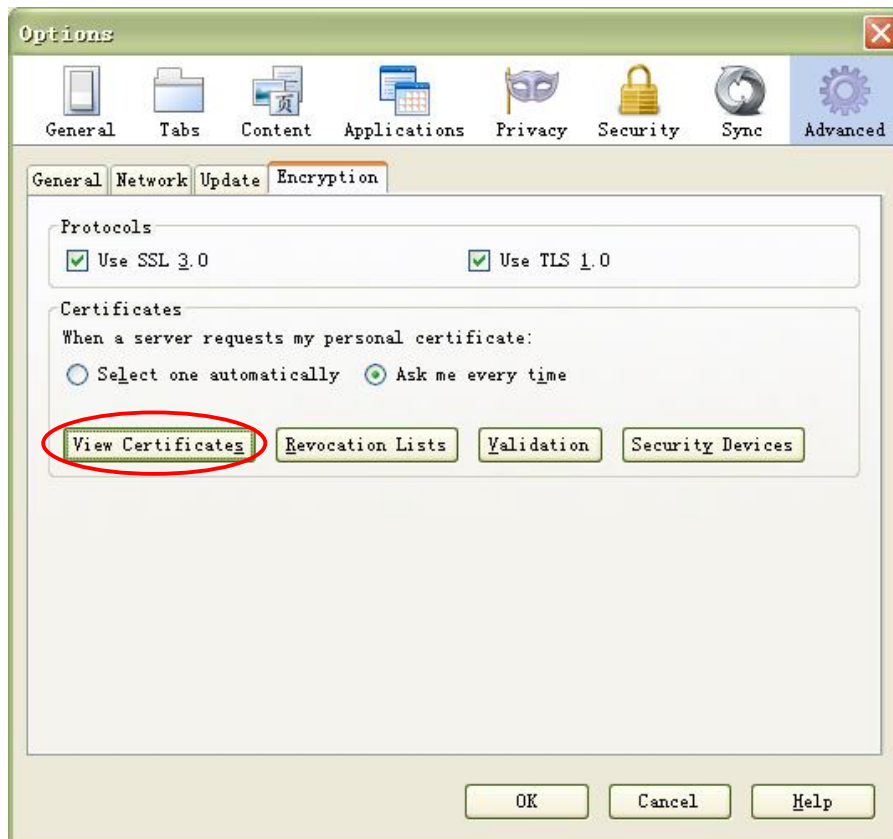 Options
General Tabs Content Applications Privacy Security Sync Advanced
页
General Network Update Encryption
Protocols
Use SSL 3.0 Use TLS 1.0
Certificates
When a server requests my personal certificate:
Select one automatically Ask me every time
View Certificates Revocation Lists Validation Security Devices
OK Cancel Help